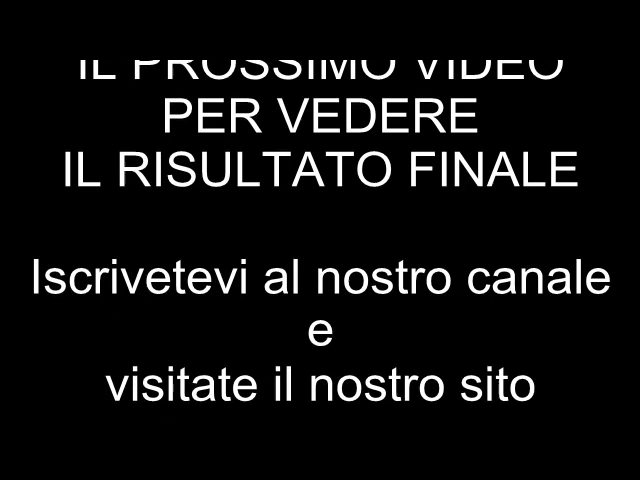 IL PROSSIMO VIDEO
PER VEDERE
IL RISULTATO FINALE
Iscrivetevi al nostro canale
e
visitate il nostro sito